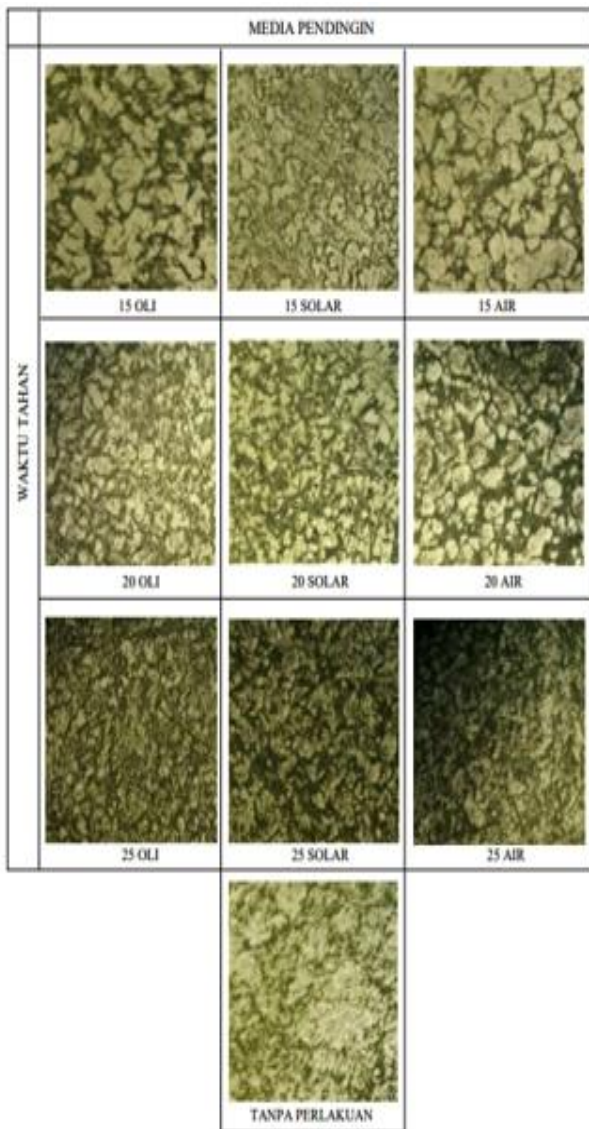 MEDIA PENDINGIN
WAKTU TAHAN
15 OLI
15 SOLAR
15 AIR
20 OLI
20 SOLAR
20 AIR
25 OLI
25 SOLAR
25 AIR
TANPA PERLAKUAN